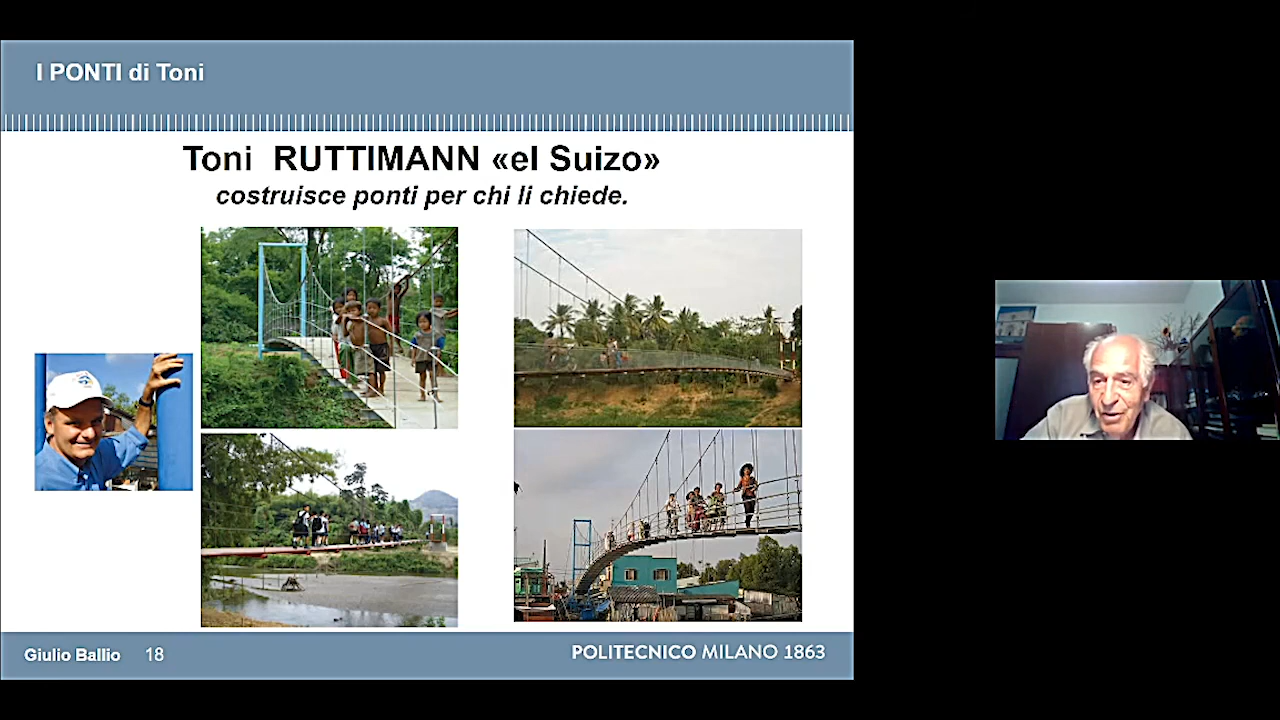 I PONTI di Toni
Toni RUTTIMANN «el Suizo»
costruisce ponti per chi li chiede.
Giulio Ballio 18
POLITECNICO MILANO 1863